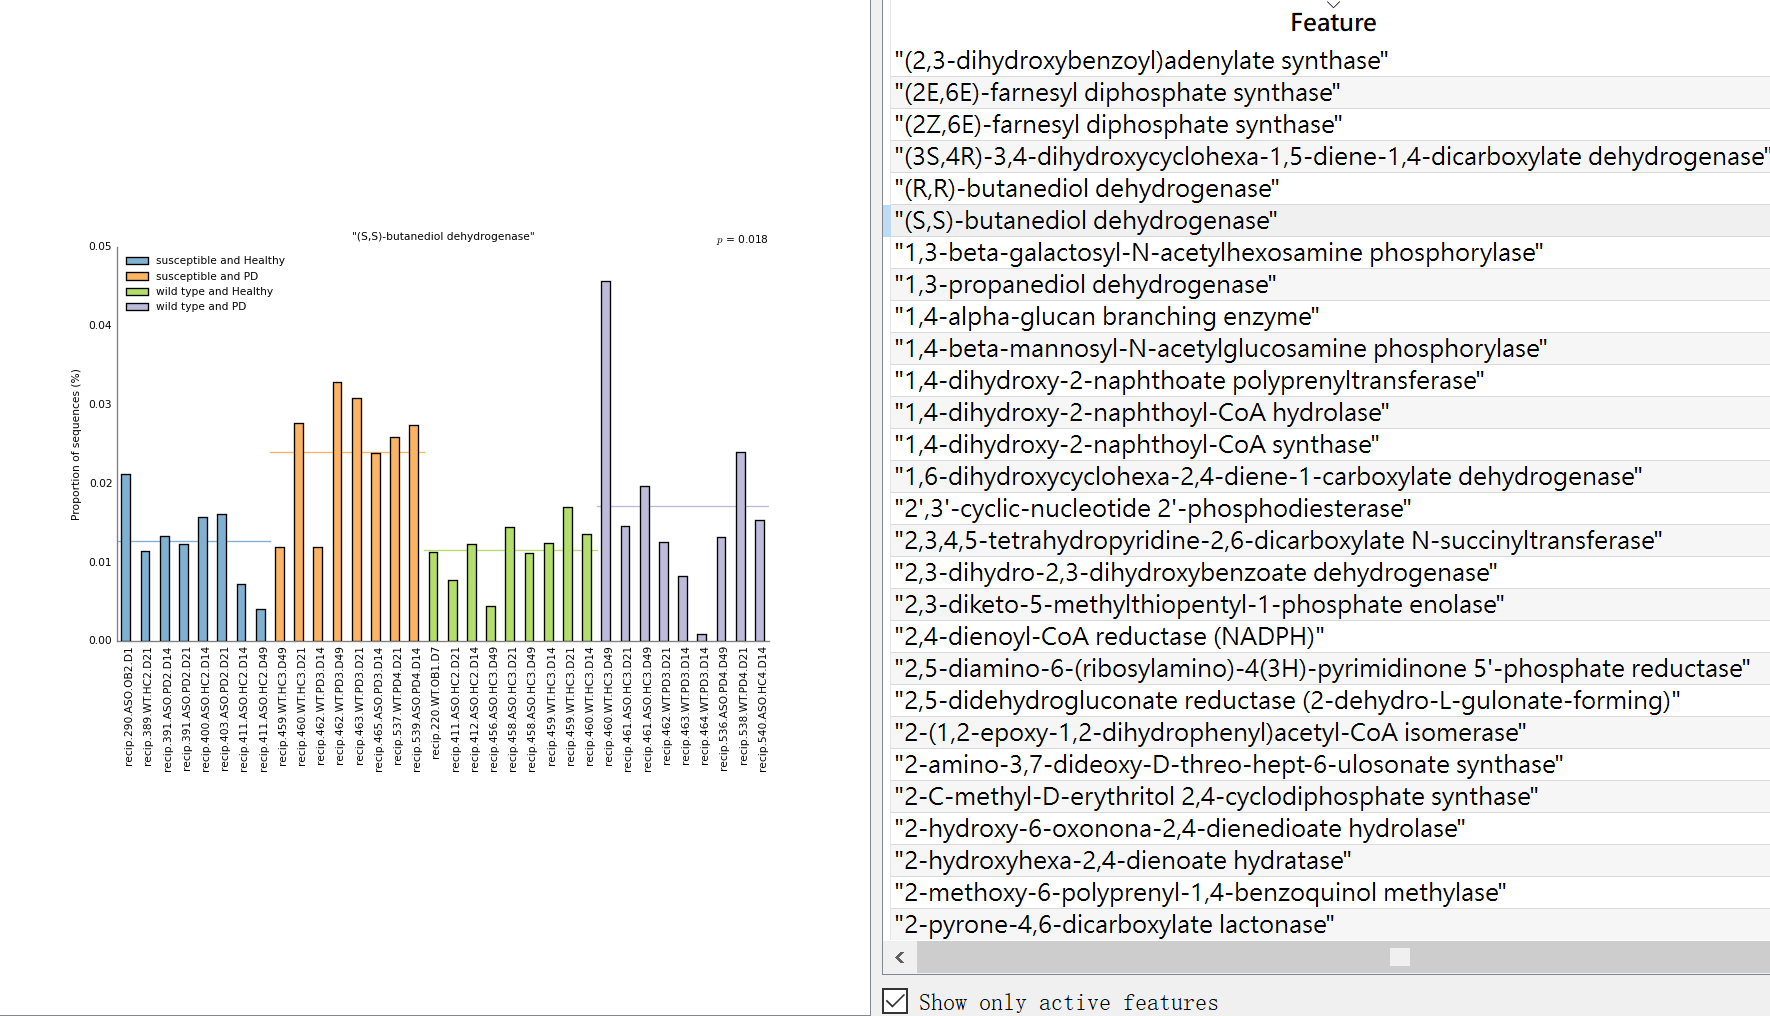 "(S,S)-butanediol dehydrogenase"
p = 0.018
0.05
0.04
0.03
0.02
0.01
0.00
Proportion of sequences (%)
susceptible and Healthy
susceptible and PD
wild type and Healthy
wild type and PD
recip.290.ASO.OB2.D1
recip.389.WT.HC2.D21
recip.391.ASO.PD2.D14
recip.391.ASO.PD2.D21
recip.400.ASO.HC2.D14
recip.403.ASO.PD2.D21
recip.411.ASO.HC2.D14
recip.411.ASO.HC2.D49
recip.459.WT.HC3.D49
recip.460.WT.HC3.D21
recip.462.WT.PD3.D14
recip.462.WT.PD3.D49
recip.463.WT.PD3.D21
recip.465.ASO.PD3.D14
recip.537.WT.PD4.D21
recip.539.ASO.PD4.D14
recip.220.WT.OB1.D7
recip.411.ASO.HC2.D21
recip.412.ASO.HC2.D14
recip.456.ASO.HC3.D49
recip.458.ASO.HC3.D21
recip.458.ASO.HC3.D49
recip.459.WT.HC3.D14
recip.459.WT.HC3.D21
recip.460.WT.HC3.D14
recip.460.WT.HC3.D49
recip.461.ASO.HC3.D21
recip.461.ASO.HC3.D49
recip.462.WT.PD3.D21
recip.463.WT.PD3.D14
recip.464.WT.PD3.D14
recip.536.ASO.PD4.D49
recip.538.WT.PD4.D21
recip.540.ASO.HC4.D14
Feature
"(2,3-dihydroxybenzoyl)adenylate synthase"
"(2E,6E)-farnesyl diphosphate synthase"
"(2Z,6E)-farnesyl diphosphate synthase"
"(3S,4R)-3,4-dihydroxycyclohexa-1,5-diene-1,4-dicarboxylate dehydrogenase"
"(R,R)-butanediol dehydrogenase"
"(S,S)-butanediol dehydrogenase"
"1,3-beta-galactosyl-N-acetylhexosamine phosphorylase"
"1,3-propanediol dehydrogenase"
"1,4-alpha-glucan branching enzyme"
"1,4-beta-mannosyl-N-acetylglucosamine phosphorylase"
"1,4-dihydroxy-2-naphthoate polyprenyltransferase"
"1,4-dihydroxy-2-naphthoyl-CoA hydrolase"
"1,4-dihydroxy-2-naphthoyl-CoA synthase"
"1,6-dihydroxycyclohexa-2,4-diene-1-carboxylate dehydrogenase"
"2',3'-cyclic-nucleotide 2'-phosphodiesterase"
"2,3,4,5-tetrahydropyridine-2,6-dicarboxylate N-succinyltransferase"
"2,3-dihydro-2,3-dihydroxybenzoate dehydrogenase"
"2,3-diketo-5-methylthiopentyl-1-phosphate enolase"
"2,4-dienoyl-CoA reductase (NADPH)"
"2,5-diamino-6-(ribosylamino)-4(3H)-pyrimidinone 5'-phosphate reductase"
"2,5-didehydrogluconate reductase (2-dehydro-L-gulonate-forming)"
"2-(1,2-epoxy-1,2-dihydrophenyl)acetyl-CoA isomerase"
"2-amino-3,7-dideoxy-D-threo-hept-6-ulosonate synthase"
"2-C-methyl-D-erythritol 2,4-cyclodiphosphate synthase"
"2-hydroxy-6-oxonona-2,4-dienedioate hydrolase"
"2-hydroxyhexa-2,4-dienoate hydratase"
"2-methoxy-6-polyprenyl-1,4-benzoquinol methylase"
"2-pyrone-4,6-dicarboxylate lactonase"
Show only active features